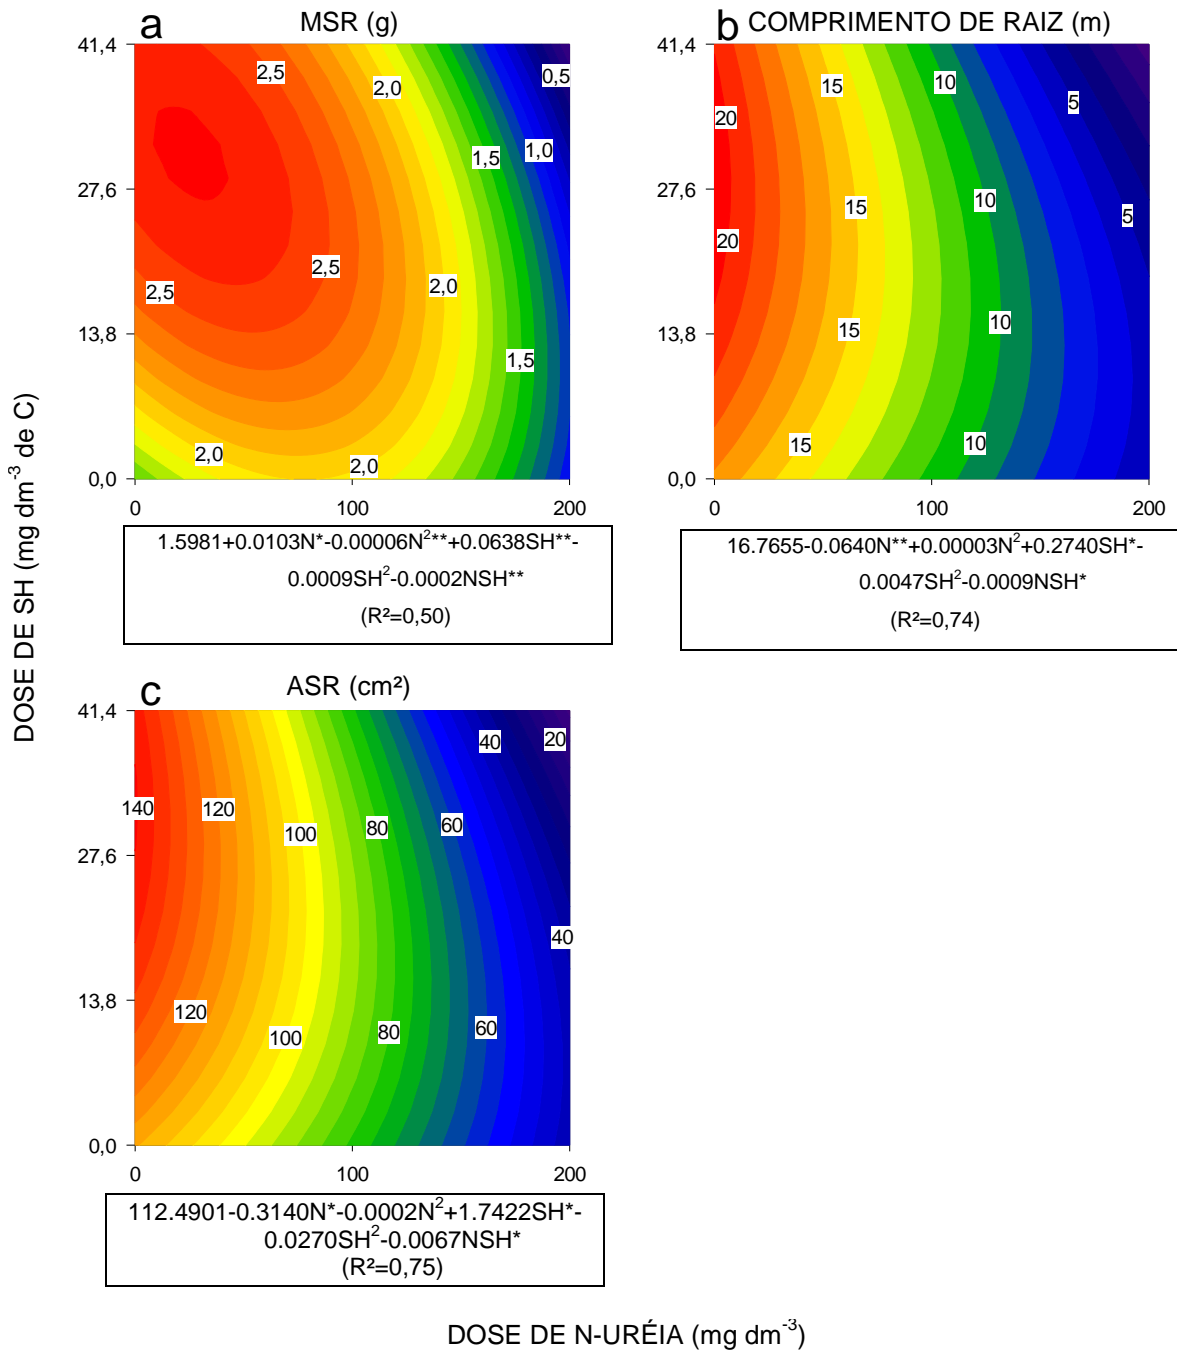 a MSR (g)
41,4
27,6
13,8
0,0
2,5
2,0
0,5
1,5
1,0
2,5
2,5
2,0
1,5
2,0
2,0
0 100 200
1.5981+0.0103N*-0.00006N²**+0.0638SH**-
0.0009SH²-0.0002NSH**
(R²=0,50)
b COMPRIMENTO DE RAIZ (m)
41,4
27,6
13,8
0,0
15
10
5
20
15
10
5
20
15
10
15
10
0 100 200
16.7655-0.0640N**+0.00003N²+0.2740SH*-
0.0047SH²-0.0009NSH*
(R²=0,74)
DOSE DE SH (mg dm⁻³ de C)
c ASR (cm²)
41,4
27,6
13,8
0,0
40
20
140
120
100
80
60
40
120
100
80
60
0 100 200
112.4901-0.3140N*-0.0002N²+1.7422SH*-
0.0270SH²-0.0067NSH*
(R²=0,75)
DOSE DE N-URÉIA (mg dm⁻³)